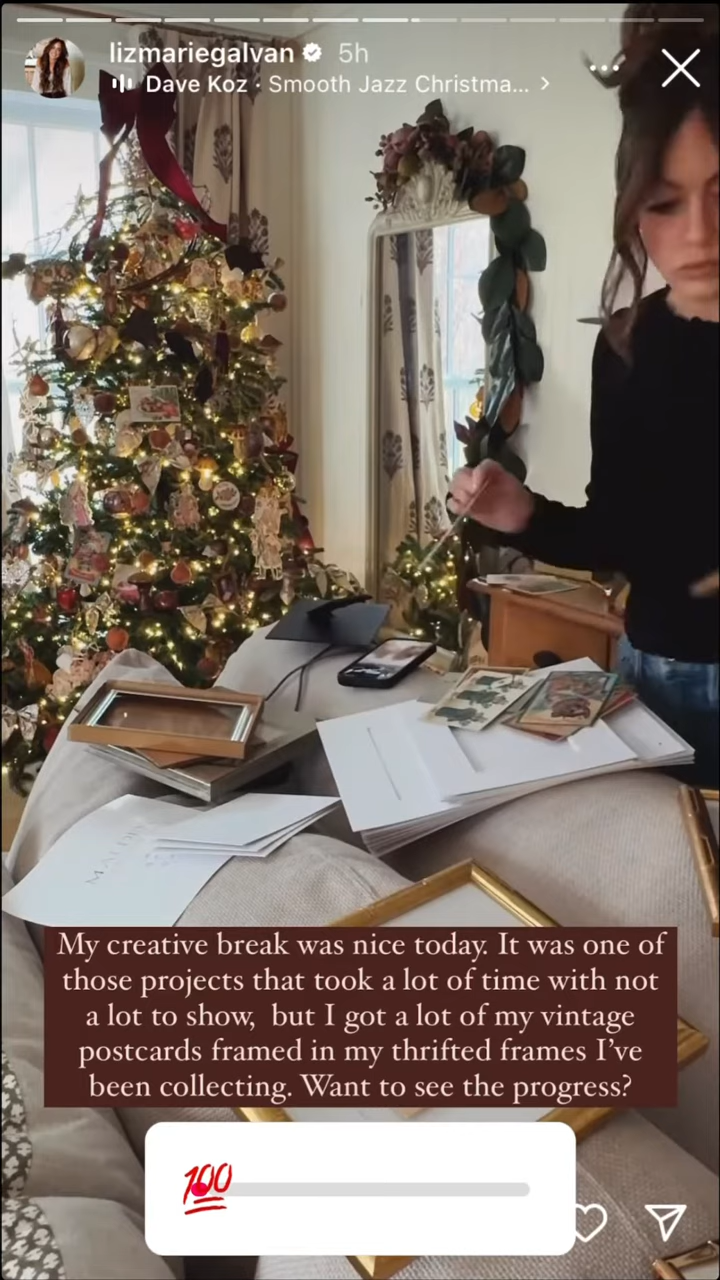 lizmariegalvan 5h
Dave Koz · Smooth Jazz Christma... >
My creative break was nice today. It was one of
those projects that took a lot of time with not
a lot to show, but I got a lot of my vintage
postcards framed in my thrifted frames I’ve
been collecting. Want to see the progress?
💯